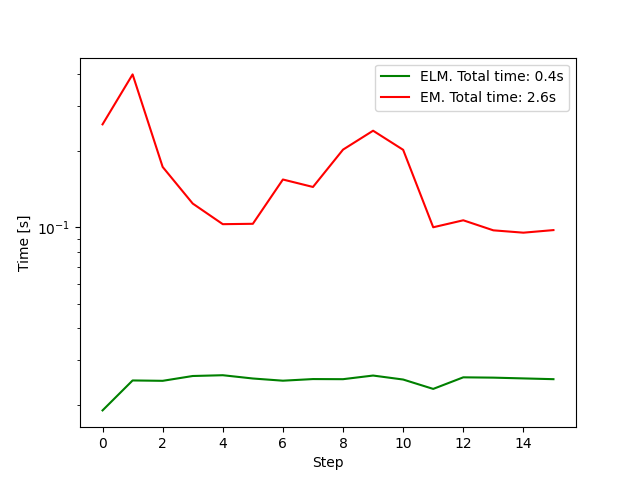 ELM. Total time: 0.4s
EM. Total time: 2.6s
Time [s]
10⁻¹
0 2 4 6 8 10 12 14
Step